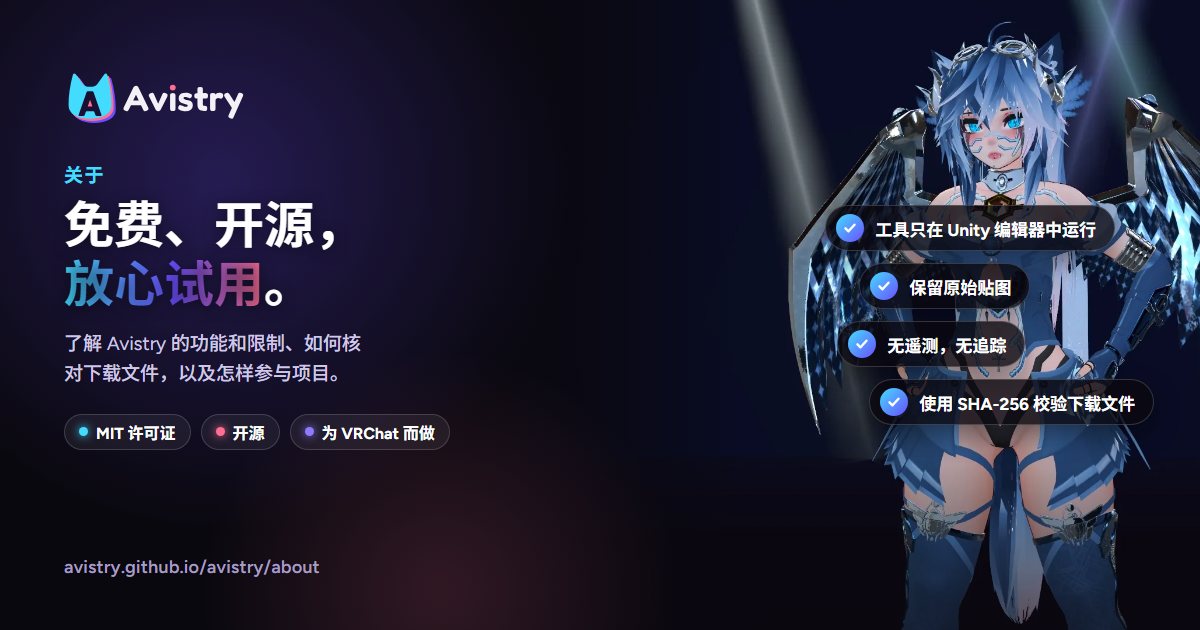 Avistry
关于
免费、开源，
放心试用。
了解 Avistry 的功能和限制、如何核
对下载文件，以及怎样参与项目。
MIT 许可证
开源
为 VRChat 而做
avistry.github.io/avistry/about
工具只在 Unity 编辑器中运行
保留原始贴图
无遥测，无追踪
使用 SHA-256 校验下载文件